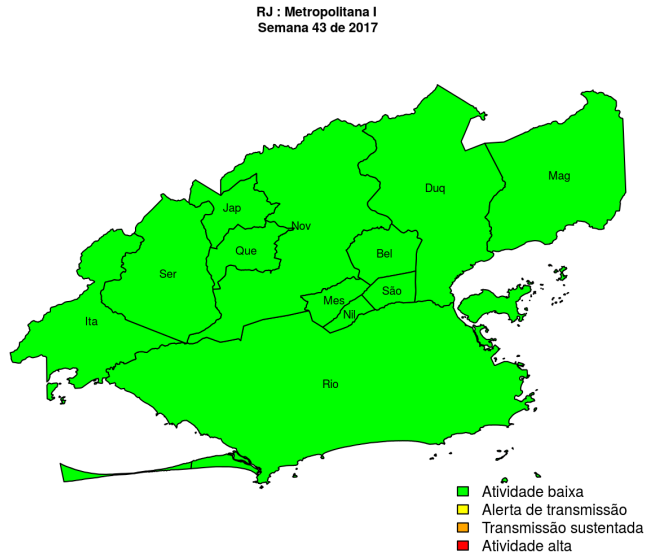 RJ : Metropolitana I
Semana 43 de 2017
Mag
Duq
Jap
Nov
Que
Bel
Ser
São
Mes
Nil
Ita
Rio
Atividade baixa
Alerta de transmissão
Transmissão sustentada
Atividade alta